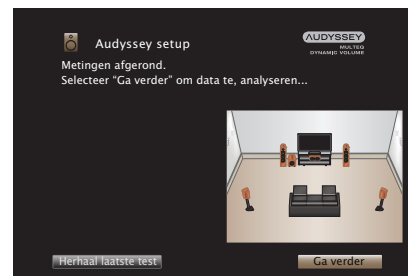 Audyssey setup
AUDYSSEY
MULTEQ
DYNAMIC VOLUME
Metingen afgerond.
Selecteer “Ga verder” om data te, analyseren...
Herhaal laatste test
Ga verder